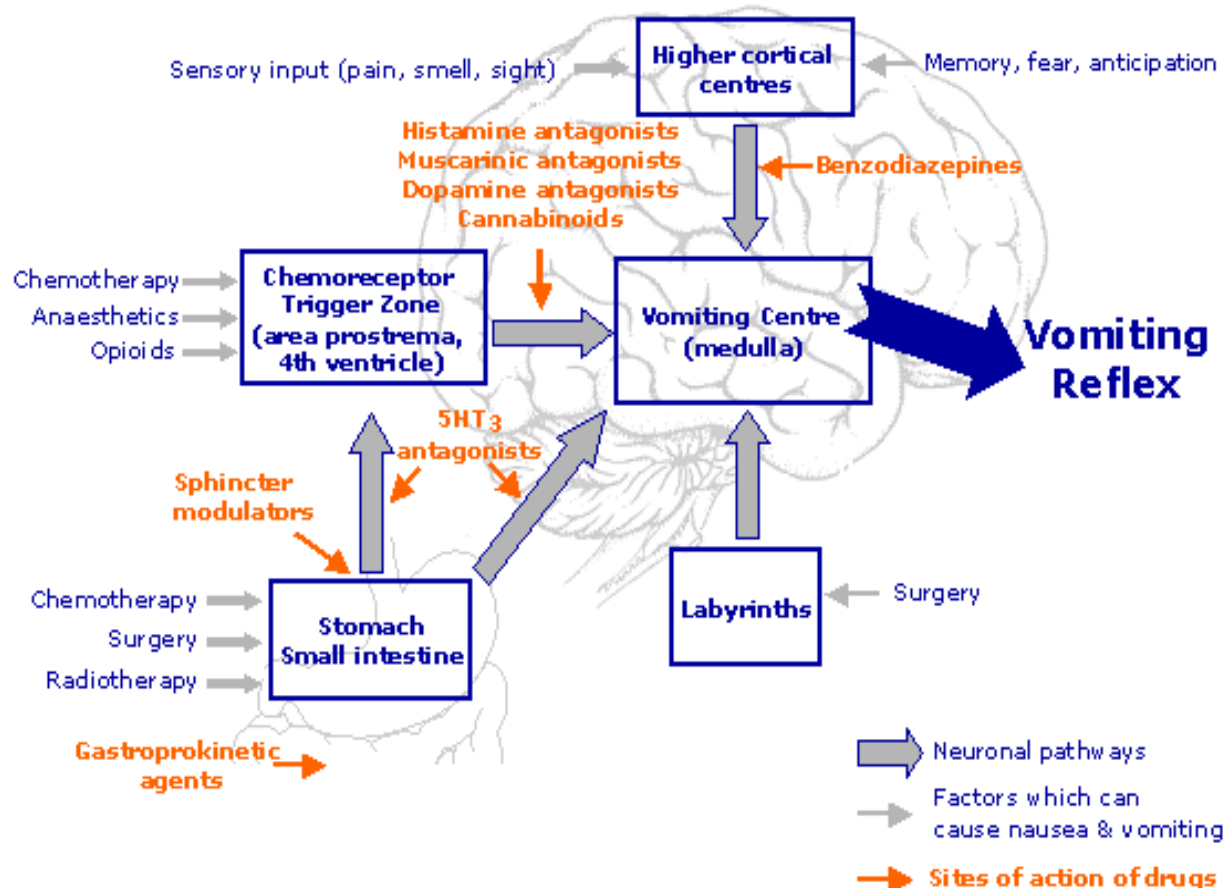 Higher cortical
centres
Sensory input (pain, smell, sight)
Memory, fear, anticipation
Histamine antagonists
Muscarinic antagonists
Dopamine antagonists
Cannabinoids
Benzodiazepines
Chemotherapy
Anaesthetics
Opioids
Chemoreceptor
Trigger Zone
(area prostrema,
4th ventricle)
Vomiting Centre
(medulla)
Vomiting
Reflex
5HT3
antagonists
Sphincter
modulators
Chemotherapy
Surgery
Radiotherapy
Stomach
Small intestine
Labyrinths
Surgery
Gastroprokinetic
agents
Neuronal pathways
Factors which can
cause nausea & vomiting
Sites of action of drugs